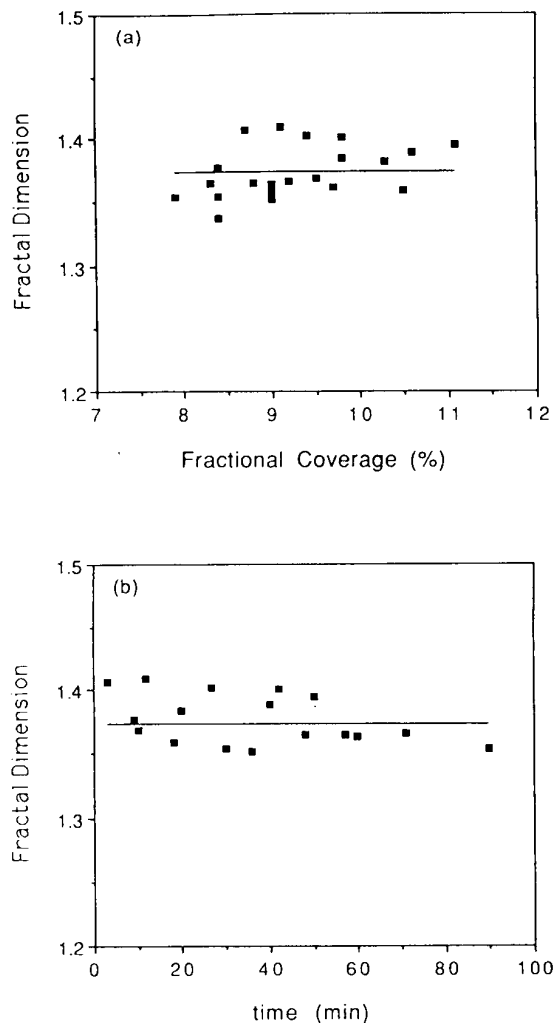 1.5
(a)
1.4
1.3
1.2
7 8 9 10 11 12
Fractal Dimension
Fractional Coverage (%)
1.5
(b)
1.4
1.3
1.2
0 20 40 60 80 100
Fractal Dimension
time (min)